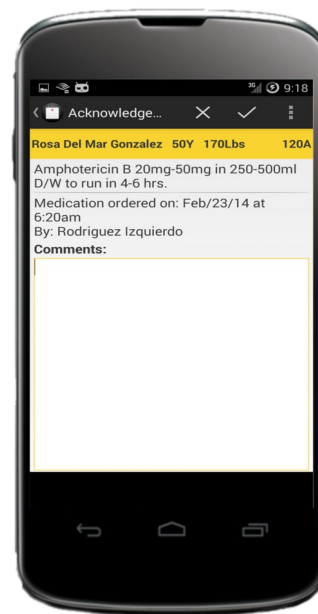 3G 9:18
Acknowledge...
Rosa Del Mar Gonzalez 50Y 170Lbs 120A
Amphotericin B 20mg-50mg in 250-500ml
D/W to run in 4-6 hrs.
Medication ordered on: Feb/23/14 at
6:20am
By: Rodriguez Izquierdo
Comments: